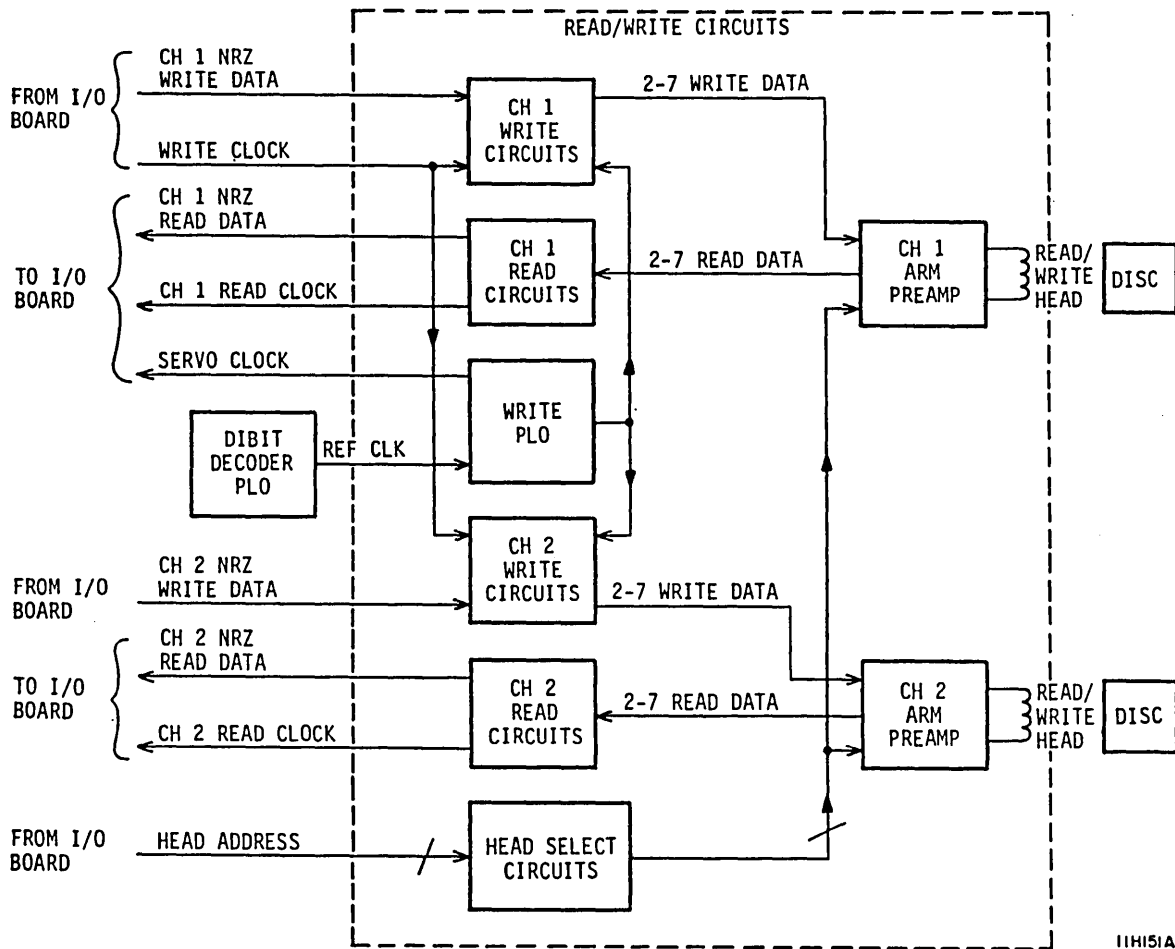 READ/WRITE CIRCUITS
CH 1 NRZ
WRITE DATA
FROM I/O
BOARD
WRITE CLOCK
CH 1
WRITE
CIRCUITS
2-7 WRITE DATA
CH 1 NRZ
READ DATA
TO I/O
BOARD
CH 1 READ CLOCK
SERVO CLOCK
CH 1
READ
CIRCUITS
2-7 READ DATA
CH 1
ARM
PREAMP
READ/
WRITE
HEAD
DISC
WRITE
PLO
DIBIT
DECODER
PLO
REF CLK
CH 2
WRITE
CIRCUITS
CH 2 NRZ
WRITE DATA
FROM I/O
BOARD
2-7 WRITE DATA
CH 2 NRZ
READ DATA
TO I/O
BOARD
CH 2 READ CLOCK
CH 2
READ
CIRCUITS
2-7 READ DATA
CH 2
ARM
PREAMP
READ/
WRITE
HEAD
DISC
FROM I/O
BOARD
HEAD ADDRESS
HEAD SELECT
CIRCUITS
11H151A